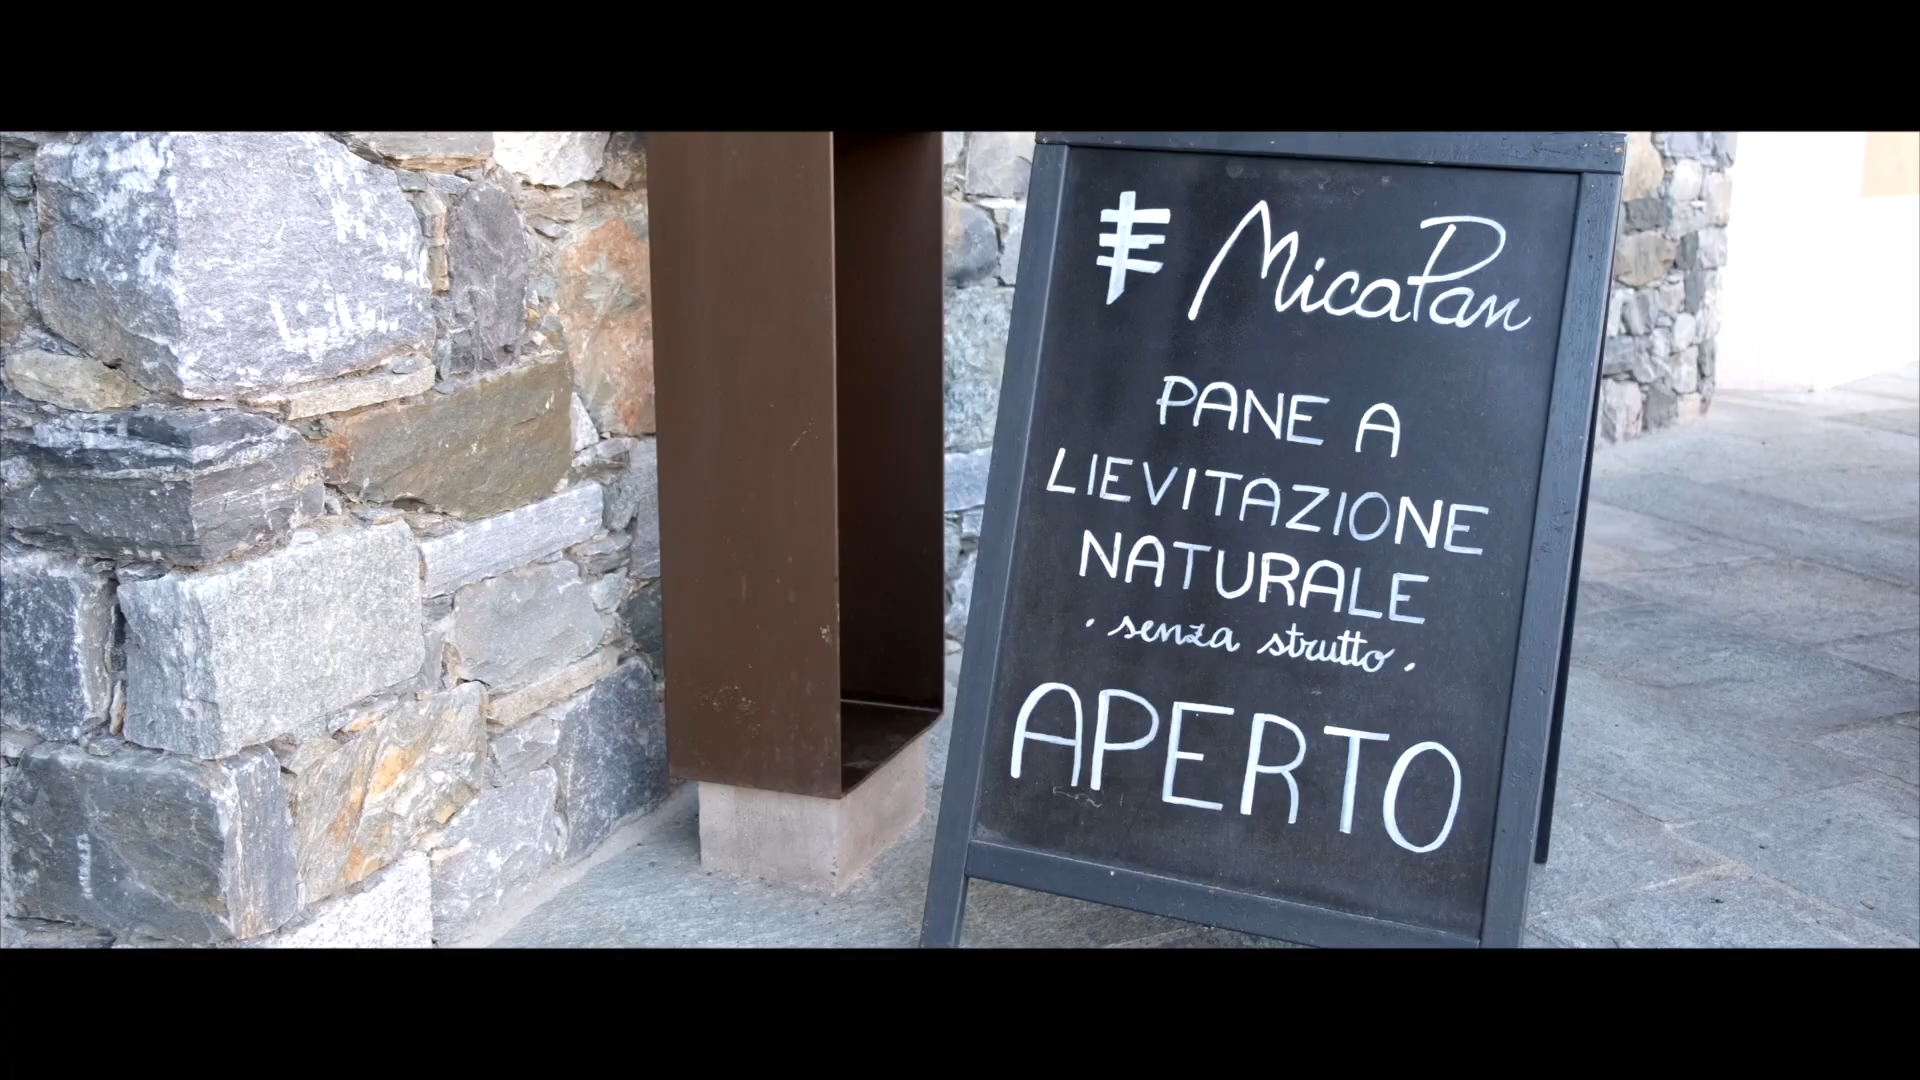 MicaPan
PANE A
LIEVITAZIONE
NATURALE
· senza strutto ·
APERTO